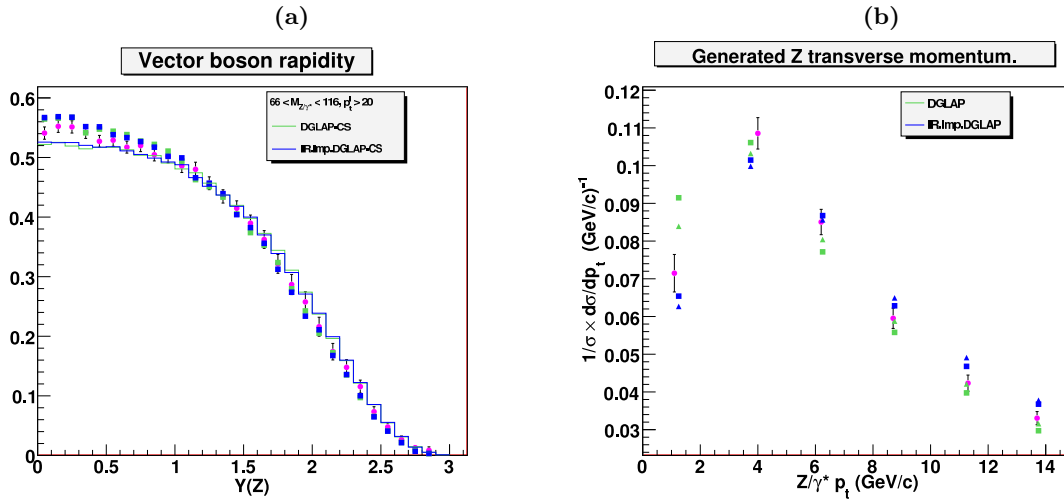 (a)
Vector boson rapidity
66 < M_{Z/γ*} < 116, p_t^l > 20
DGLAP-CS
IR.Imp.DGLAP-CS
0.6
0.5
0.4
0.3
0.2
0.1
0
0 0.5 1 1.5 2 2.5 3
Y(Z)
(b)
Generated Z transverse momentum.
DGLAP
IR.Imp.DGLAP
1/σ × dσ/dp_t (GeV/c)^{-1}
0.12
0.11
0.1
0.09
0.08
0.07
0.06
0.05
0.04
0.03
0 2 4 6 8 10 12 14
Z/γ* p_t (GeV/c)